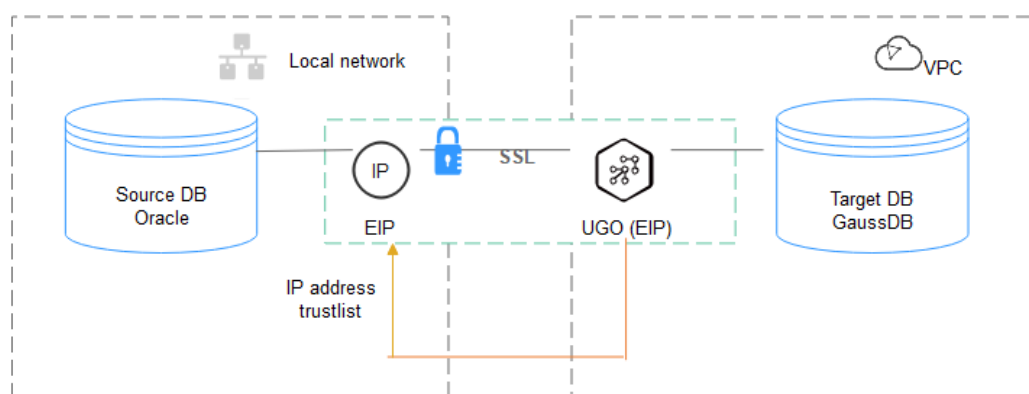 Local network
VPC
IP
SSL
Source DB
Oracle
EIP
UGO (EIP)
Target DB
GaussDB
IP address
trustlist